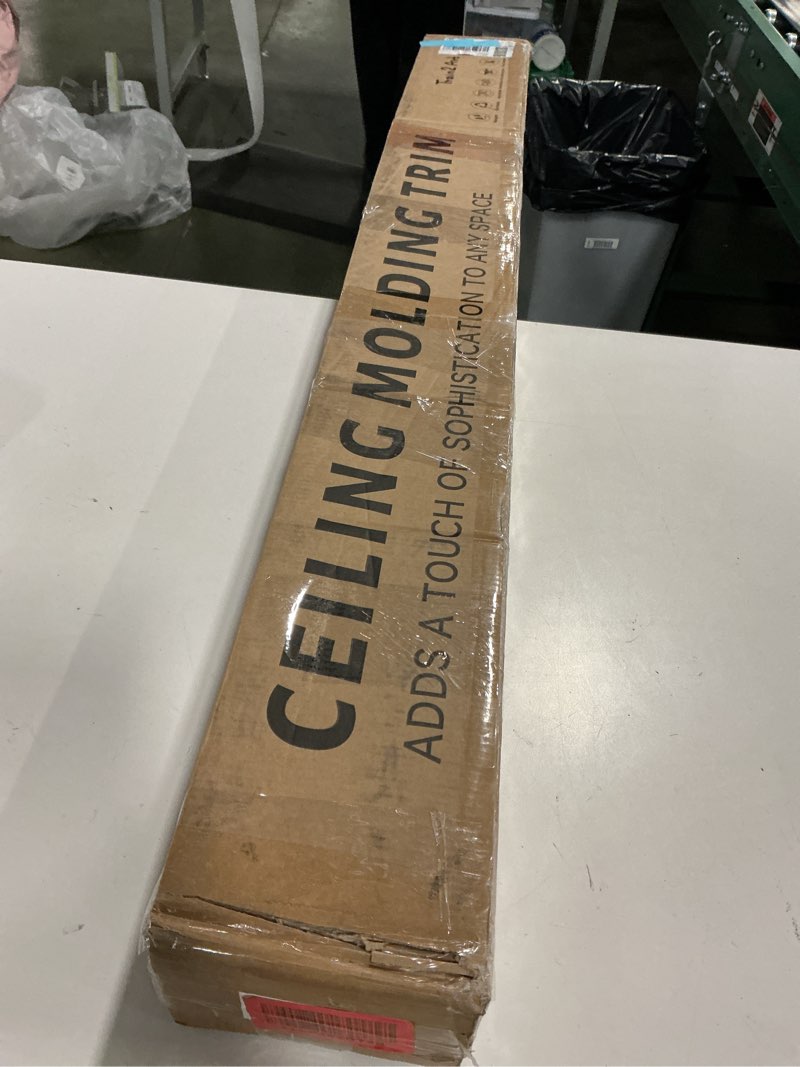 CEILING MOLDING TRIM
ADDS A TOUCH OF SOPHISTICATION TO ANY SPACE